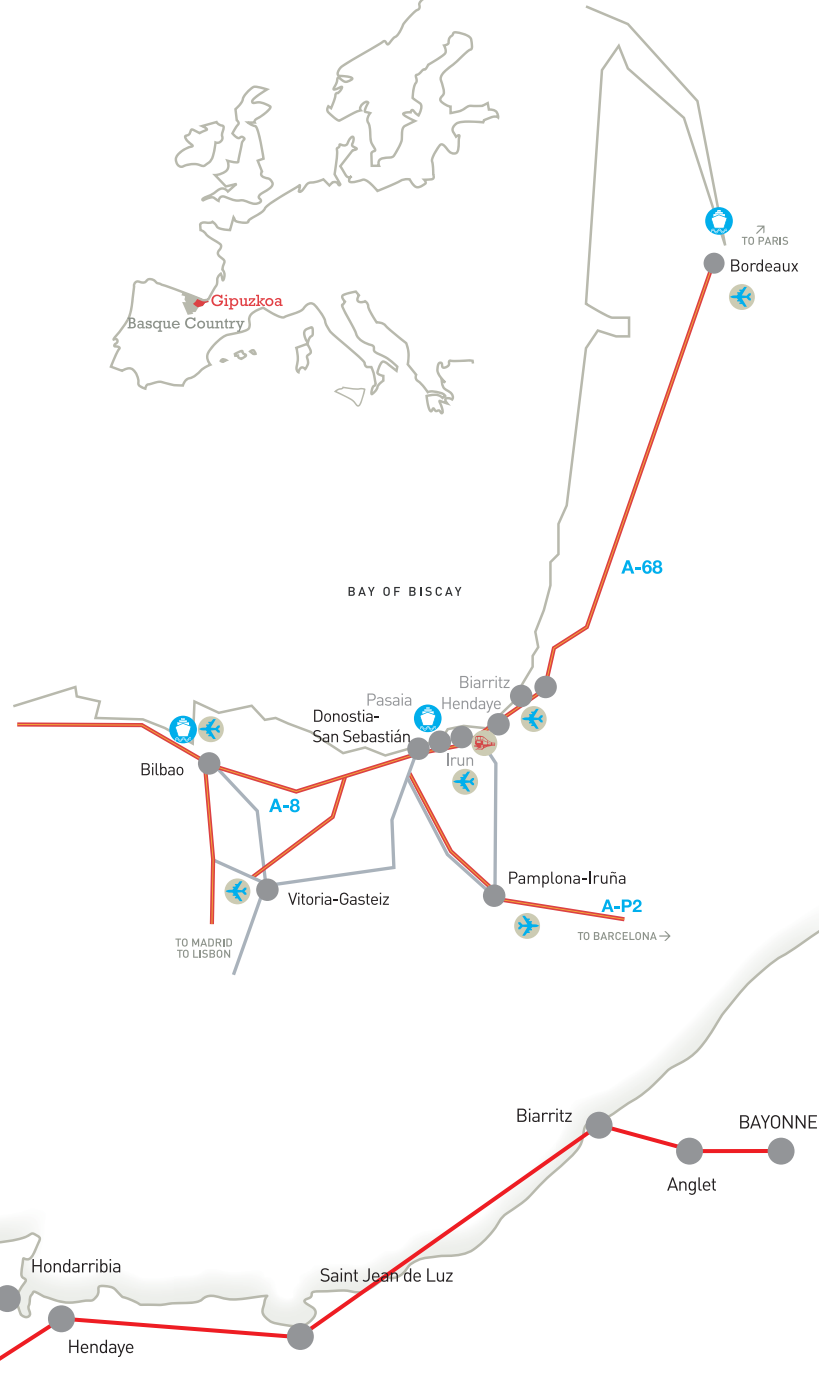 TO PARIS
Bordeaux
Gipuzkoa
Basque Country
A-68
BAY OF BISCAY
Biarritz
Pasaia
Hendaye
Donostia-
San Sebastián
Irun
Bilbao
A-8
Pamplona-Iruña
Vitoria-Gasteiz
A-P2
TO BARCELONA
TO MADRID
TO LISBON
Biarritz
BAYONNE
Anglet
Hondarribia
Saint Jean de Luz
Hendaye